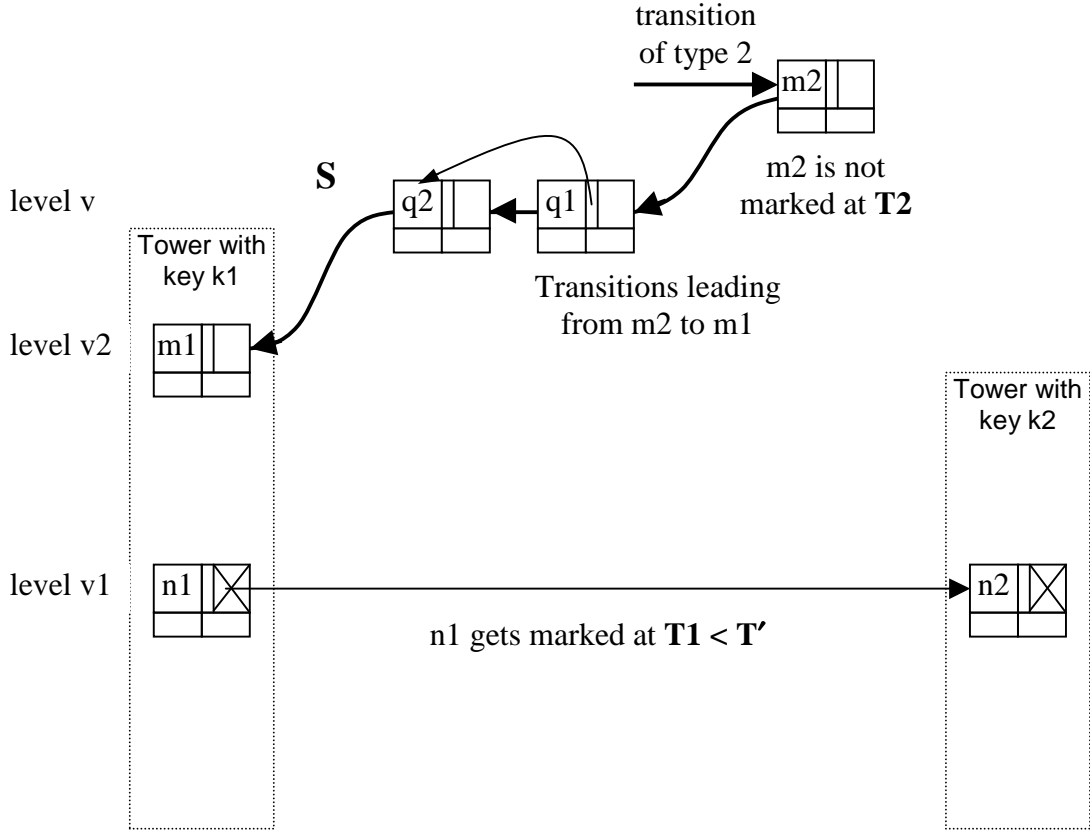 transition
of type 2
m2
m2 is not
marked at T2
S
level v
q2
q1
Tower with
key k1
Transitions leading
from m2 to m1
level v2
m1
Tower with
key k2
level v1
n1
n2
n1 gets marked at T1 < T′